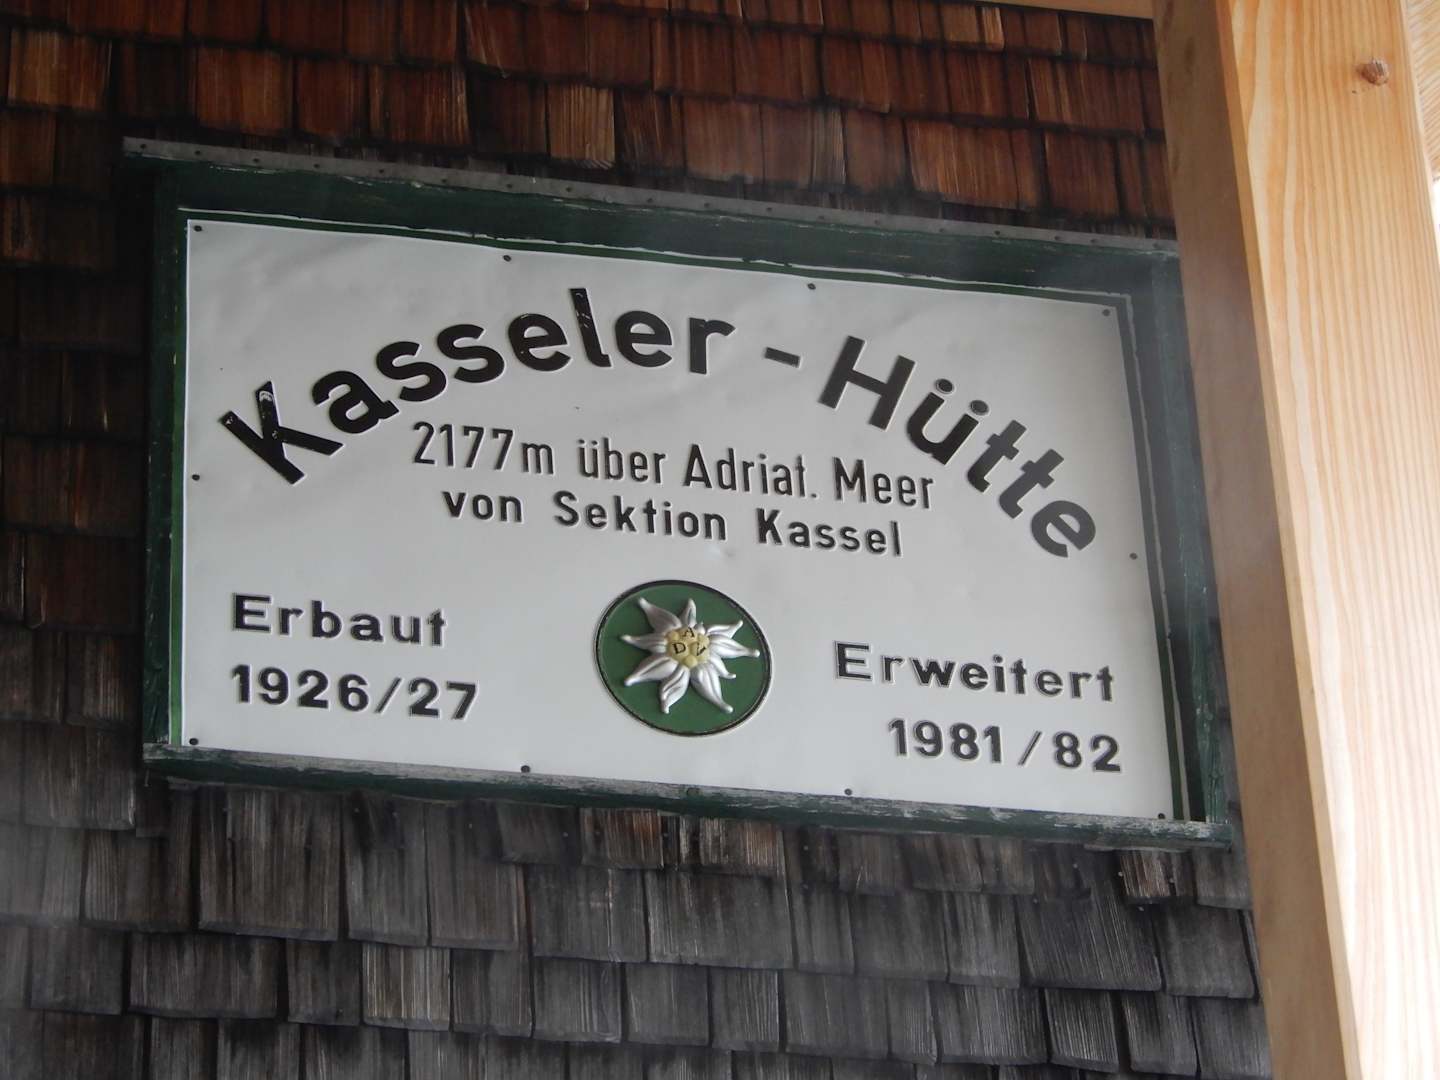 Kasseler-Hütte
2177m über Adriat. Meer
von Sektion Kassel
Erbaut
1926/27
A
D V
Erweitert
1981/82